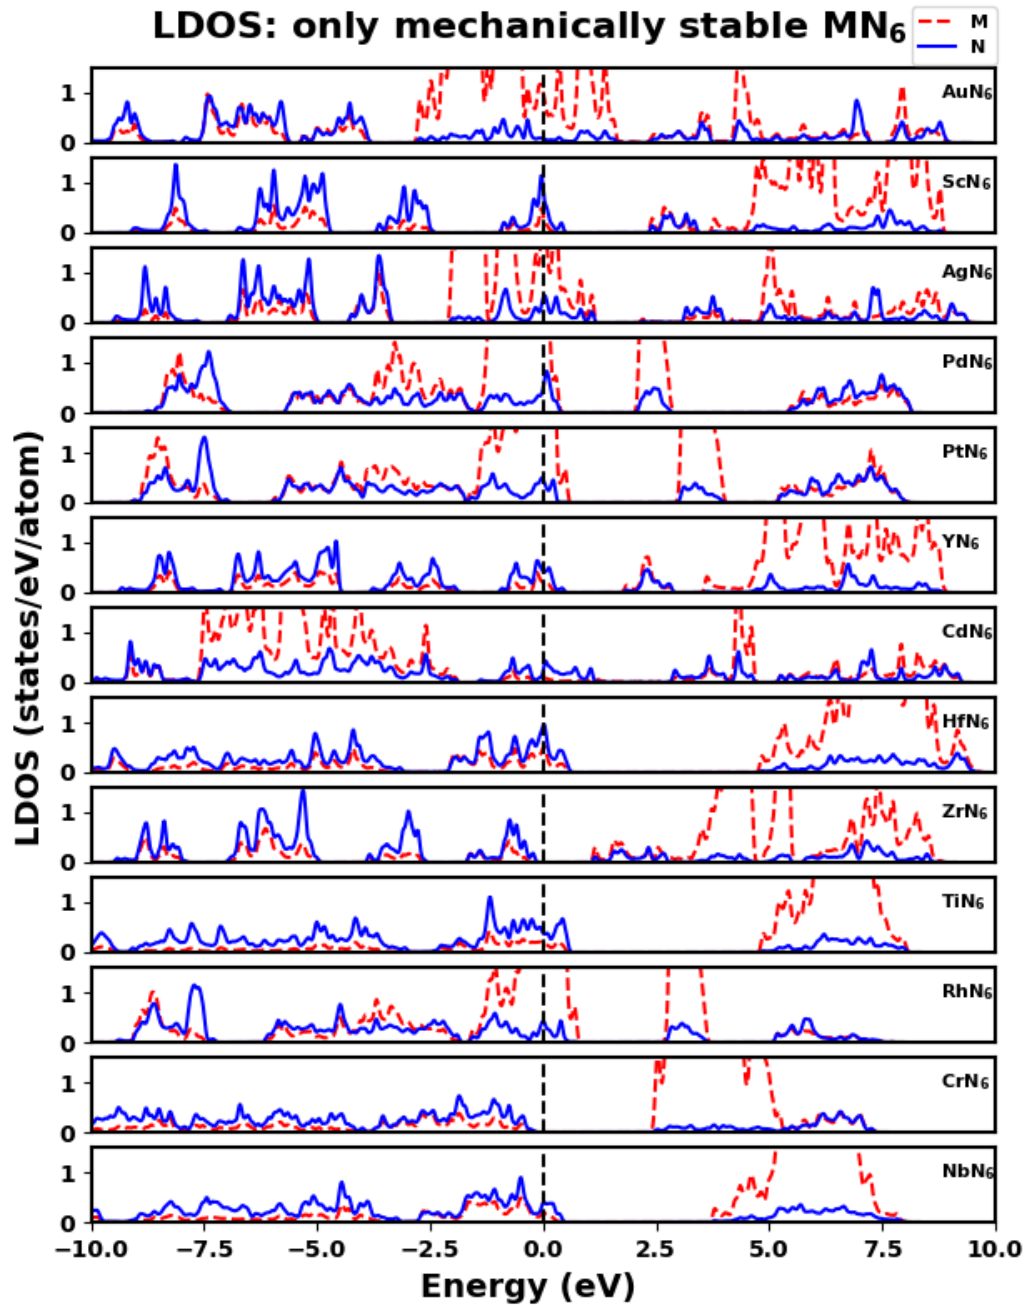 LDOS: only mechanically stable MN₆
M
N
LDOS (states/eV/atom)
1
0
AuN₆
1
0
ScN₆
1
0
AgN₆
1
0
PdN₆
1
0
PtN₆
1
0
YN₆
1
0
CdN₆
1
0
HfN₆
1
0
ZrN₆
1
0
TiN₆
1
0
RhN₆
1
0
CrN₆
1
0
NbN₆
−10.0 −7.5 −5.0 −2.5 0.0 2.5 5.0 7.5 10.0
Energy (eV)